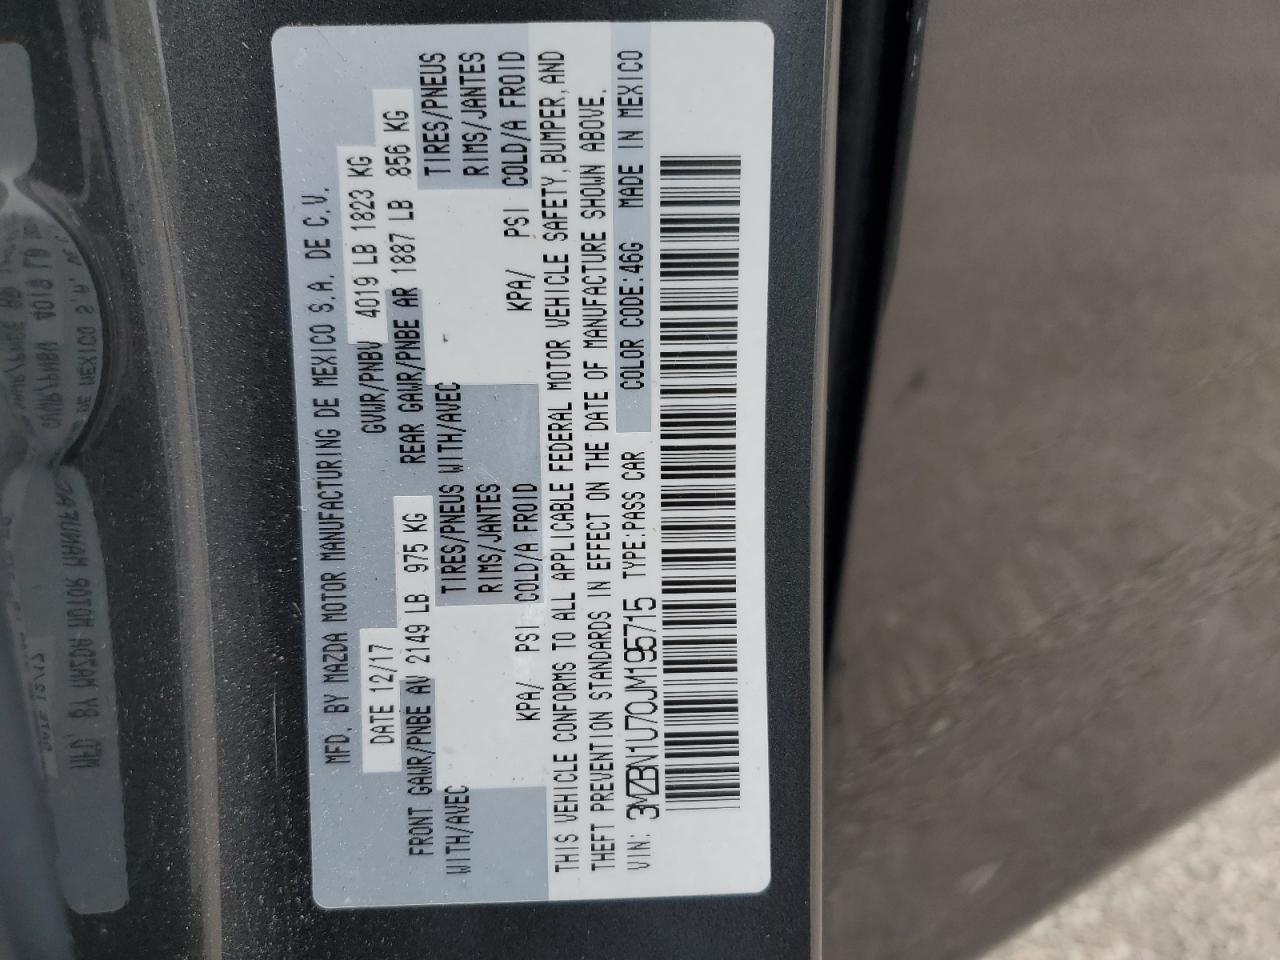 MFD. BY MAZDA MOTOR MANUFACTURING DE MEXICO S.A. DE C.V.
DATE 12/17 GVWR/PNBV 4019 LB 1823 KG
FRONT GAWR/PNBE AV 2149 LB 975 KG REAR GAWR/PNBE AR 1887 LB 856 KG
WITH/AVEC TIRES/PNEUS WITH/AVEC TIRES/PNEUS
RIMS/JANTES RIMS/JANTES
KPA/ PSI COLD/A FROID KPA/ PSI COLD/A FROID
THIS VEHICLE CONFORMS TO ALL APPLICABLE FEDERAL MOTOR VEHICLE SAFETY, BUMPER, AND
THEFT PREVENTION STANDARDS IN EFFECT ON THE DATE OF MANUFACTURE SHOWN ABOVE.
VIN: 3MZBN1U70JM195715 TYPE:PASS CAR COLOR CODE:46G MADE IN MEXICO